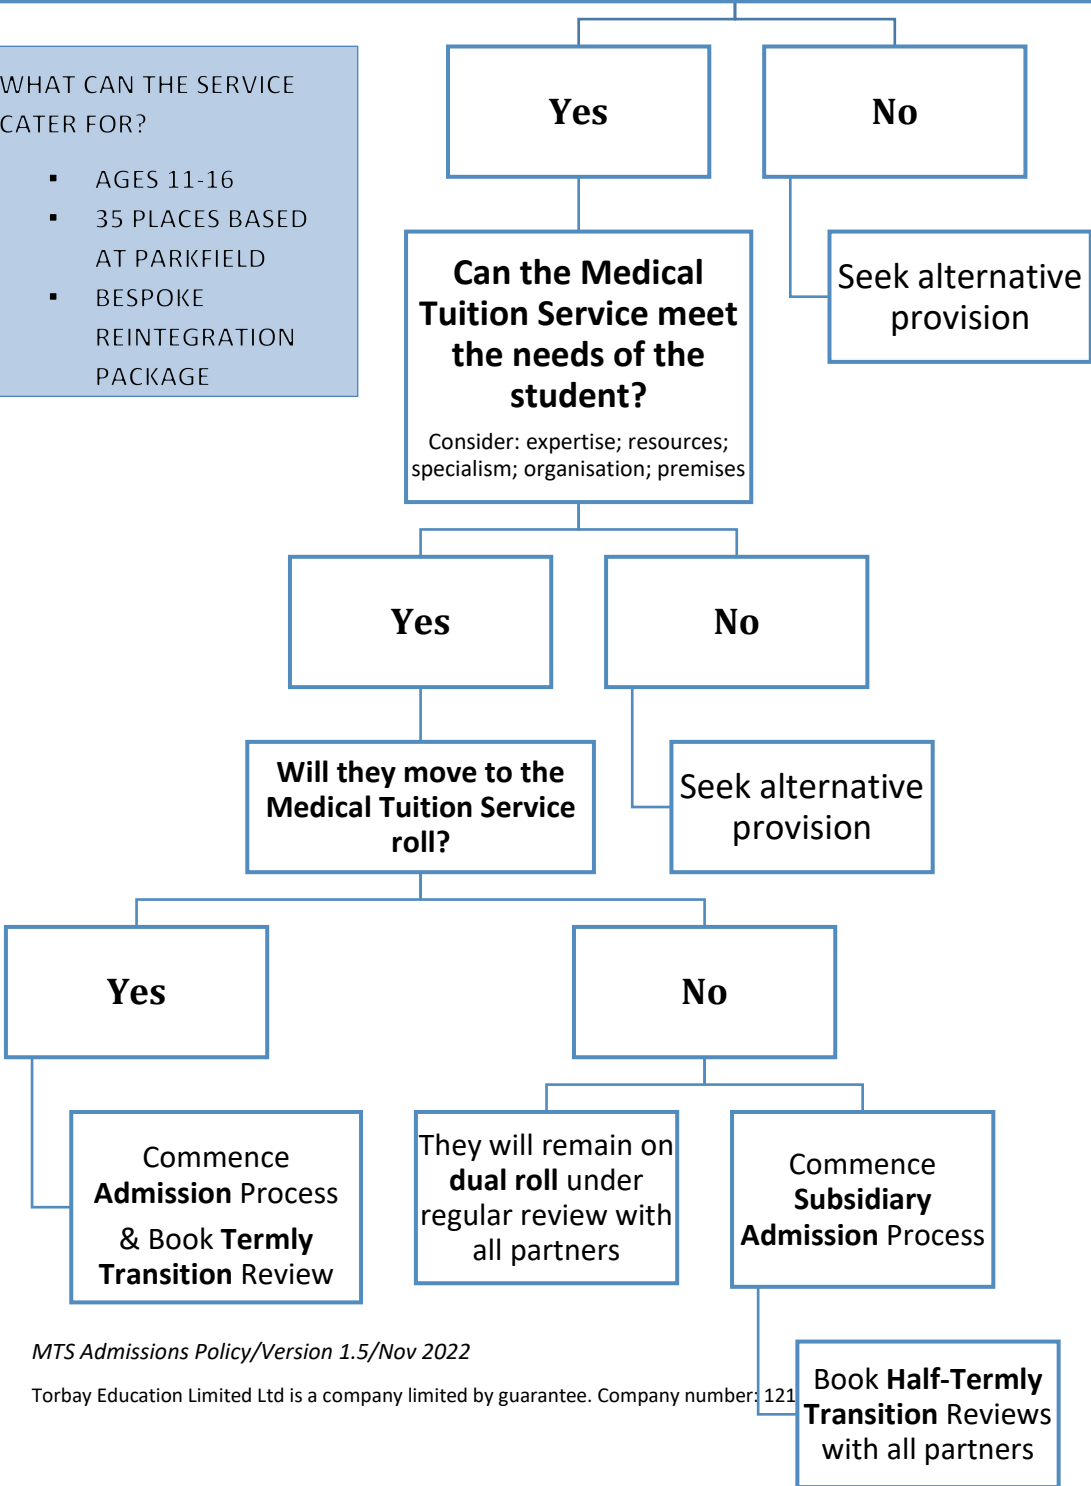 WHAT CAN THE SERVICE
CATER FOR?
▪ AGES 11-16
▪ 35 PLACES BASED
AT PARKFIELD
▪ BESPOKE
REINTEGRATION
PACKAGE
Yes
No
Can the Medical
Tuition Service meet
the needs of the
student?
Consider: expertise; resources;
specialism; organisation; premises
Seek alternative
provision
Yes
No
Will they move to the
Medical Tuition Service
roll?
Seek alternative
provision
Yes
No
Commence
Admission Process
& Book Termly
Transition Review
They will remain on
dual roll under
regular review with
all partners
Commence
Subsidiary
Admission Process
Book Half-Termly
Transition Reviews
with all partners
MTS Admissions Policy/Version 1.5/Nov 2022
Torbay Education Limited Ltd is a company limited by guarantee. Company number: 121